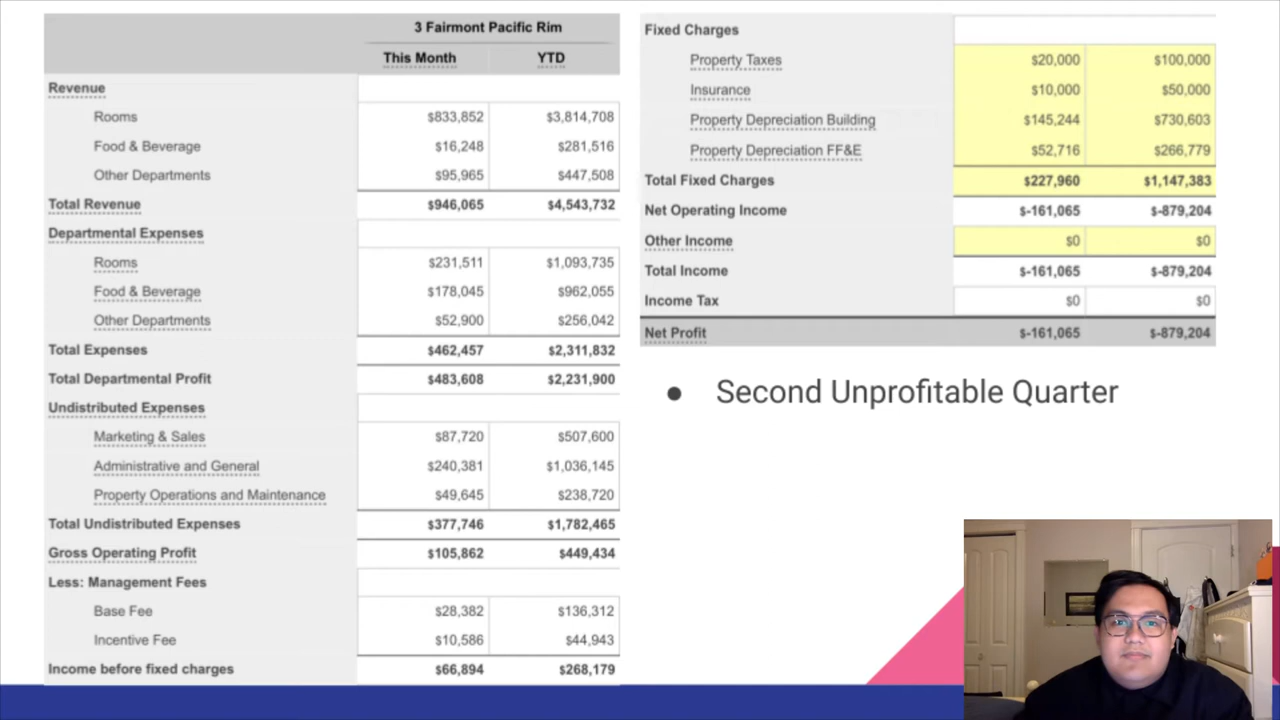 3 Fairmont Pacific Rim
This Month YTD
Revenue
Rooms $833,852 $3,814,708
Food & Beverage $16,248 $281,516
Other Departments $95,965 $447,508
Total Revenue $946,065 $4,543,732
Departmental Expenses
Rooms $231,511 $1,093,735
Food & Beverage $178,045 $962,055
Other Departments $52,900 $256,042
Total Expenses $462,457 $2,311,832
Total Departmental Profit $483,608 $2,231,900
Undistributed Expenses
Marketing & Sales $87,720 $507,600
Administrative and General $240,381 $1,036,145
Property Operations and Maintenance $49,645 $238,720
Total Undistributed Expenses $377,746 $1,782,465
Gross Operating Profit $105,862 $449,434
Less: Management Fees
Base Fee $28,382 $136,312
Incentive Fee $10,586 $44,943
Income before fixed charges $66,894 $268,179
Fixed Charges
Property Taxes $20,000 $100,000
Insurance $10,000 $50,000
Property Depreciation Building $145,244 $730,603
Property Depreciation FF&E $52,716 $266,779
Total Fixed Charges $227,960 $1,147,383
Net Operating Income $-161,065 $-879,204
Other Income $0 $0
Total Income $-161,065 $-879,204
Income Tax $0 $0
Net Profit $-161,065 $-879,204
● Second Unprofitable Quarter